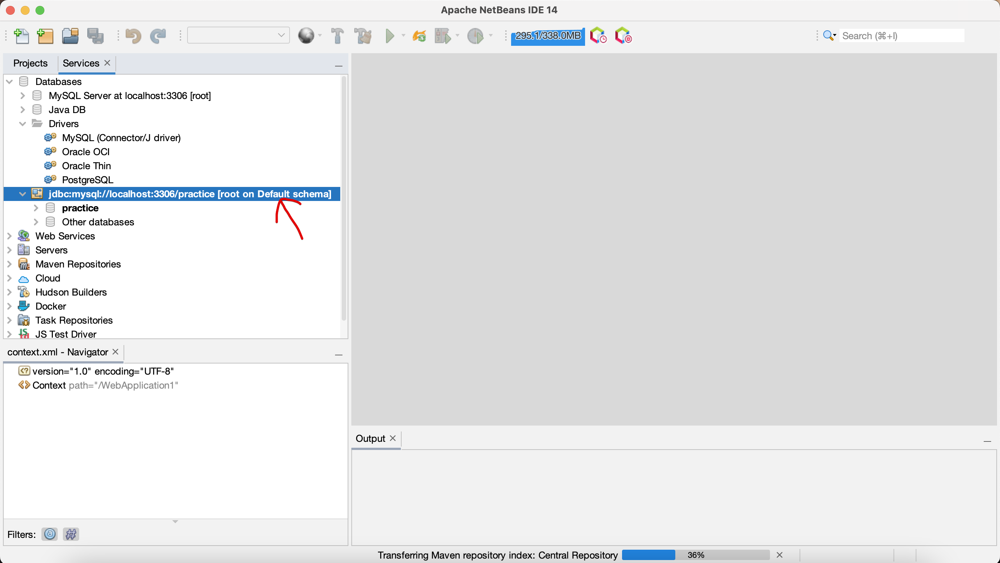 Apache NetBeans IDE 14
295.1/338.0MB
Search (⌘+I)
Projects
Services
Databases
MySQL Server at localhost:3306 [root]
Java DB
Drivers
MySQL (Connector/J driver)
Oracle OCI
Oracle Thin
PostgreSQL
jdbc:mysql://localhost:3306/practice [root on Default schema]
practice
Other databases
Web Services
Servers
Maven Repositories
Cloud
Hudson Builders
Docker
Task Repositories
JS Test Driver
context.xml - Navigator
version="1.0" encoding="UTF-8"
Context path="/WebApplication1"
Output
Filters:
Transferring Maven repository index: Central Repository 36%